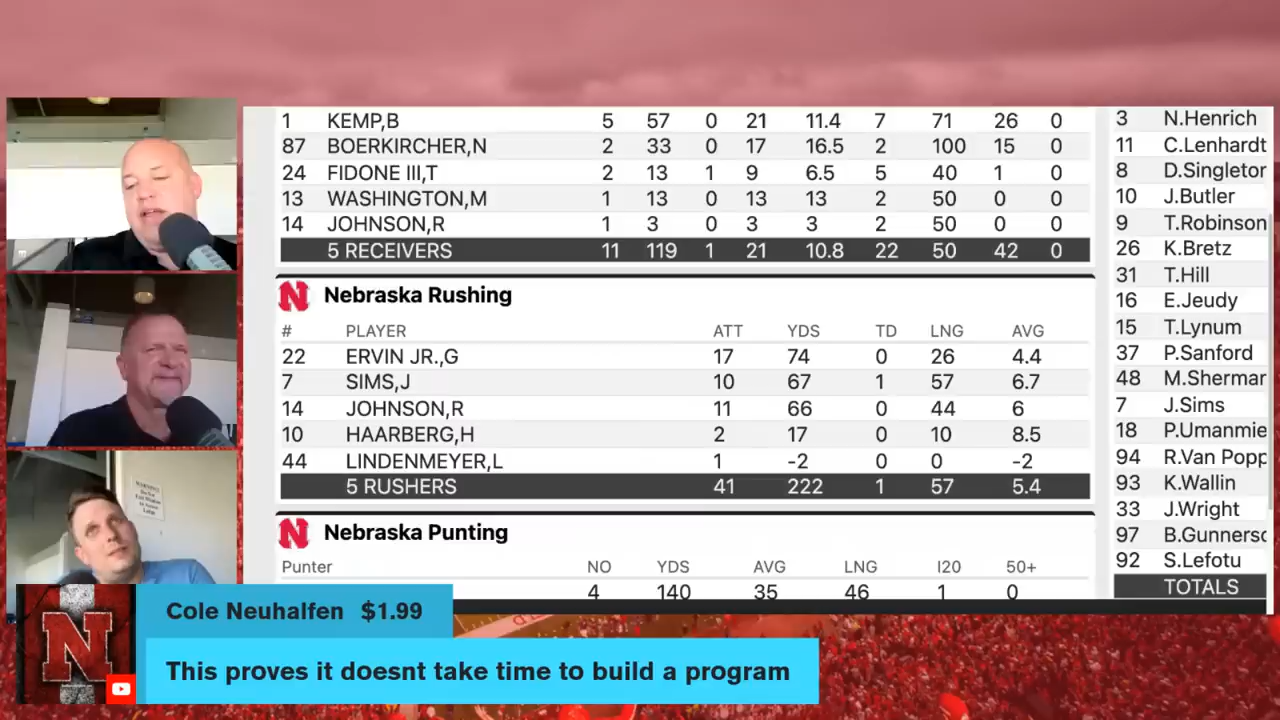 1 KEMP,B 5 57 0 21 11.4 7 71 26 0
87 BOERKIRCHER,N 2 33 0 17 16.5 2 100 15 0
24 FIDONE III,T 2 13 1 9 6.5 5 40 1 0
13 WASHINGTON,M 1 13 0 13 13 2 50 0 0
14 JOHNSON,R 1 3 0 3 3 2 50 0 0
5 RECEIVERS 11 119 1 21 10.8 22 50 42 0
N Nebraska Rushing
# PLAYER ATT YDS TD LNG AVG
22 ERVIN JR.,G 17 74 0 26 4.4
7 SIMS,J 10 67 1 57 6.7
14 JOHNSON,R 11 66 0 44 6
10 HAARBERG,H 2 17 0 10 8.5
44 LINDENMEYER,L 1 -2 0 0 -2
5 RUSHERS 41 222 1 57 5.4
N Nebraska Punting
Punter NO YDS AVG LNG I20 50+
4 140 35 46 1 0
3 N.Henrich
11 C.Lenhardt
8 D.Singletor
10 J.Butler
9 T.Robinson
26 K.Bretz
31 T.Hill
16 E.Jeudy
15 T.Lynum
37 P.Sanford
48 M.Shermar
7 J.Sims
18 P.Umanmie
94 R.Van Popp
93 K.Wallin
33 J.Wright
97 B.Gunnersc
92 S.Lefotu
TOTALS
WARNING!
N
Cole Neuhalfen $1.99
This proves it doesnt take time to build a program